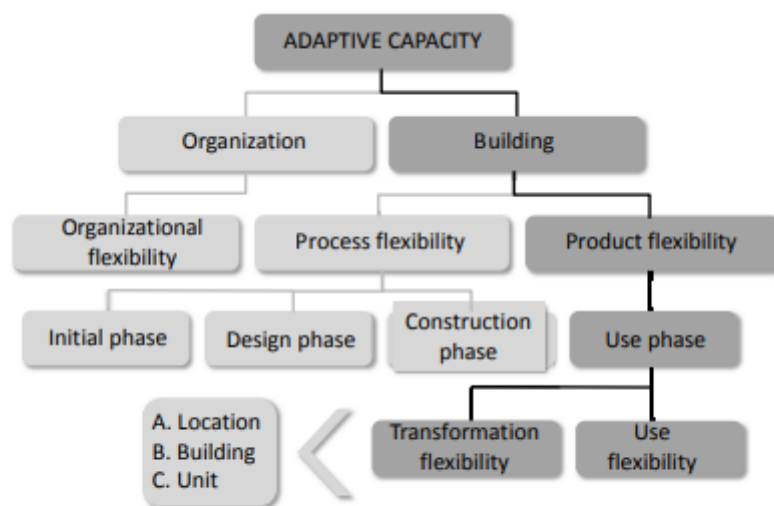 ADAPTIVE CAPACITY
Organization
Building
Organizational
flexibility
Process flexibility
Product flexibility
Initial phase
Design phase
Construction
phase
Use phase
A. Location
B. Building
C. Unit
Transformation
flexibility
Use
flexibility